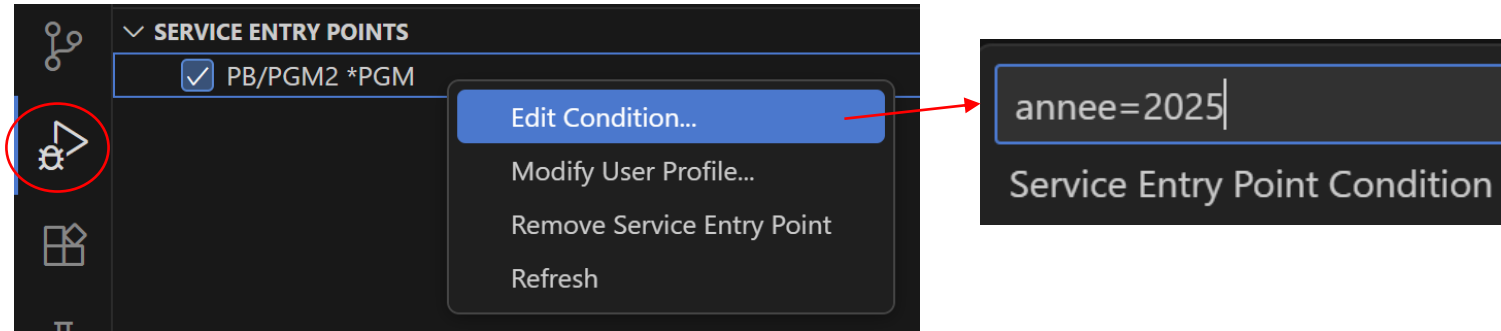 SERVICE ENTRY POINTS
PB/PGM2 *PGM
Edit Condition...
Modify User Profile...
Remove Service Entry Point
Refresh
annee=2025
Service Entry Point Condition